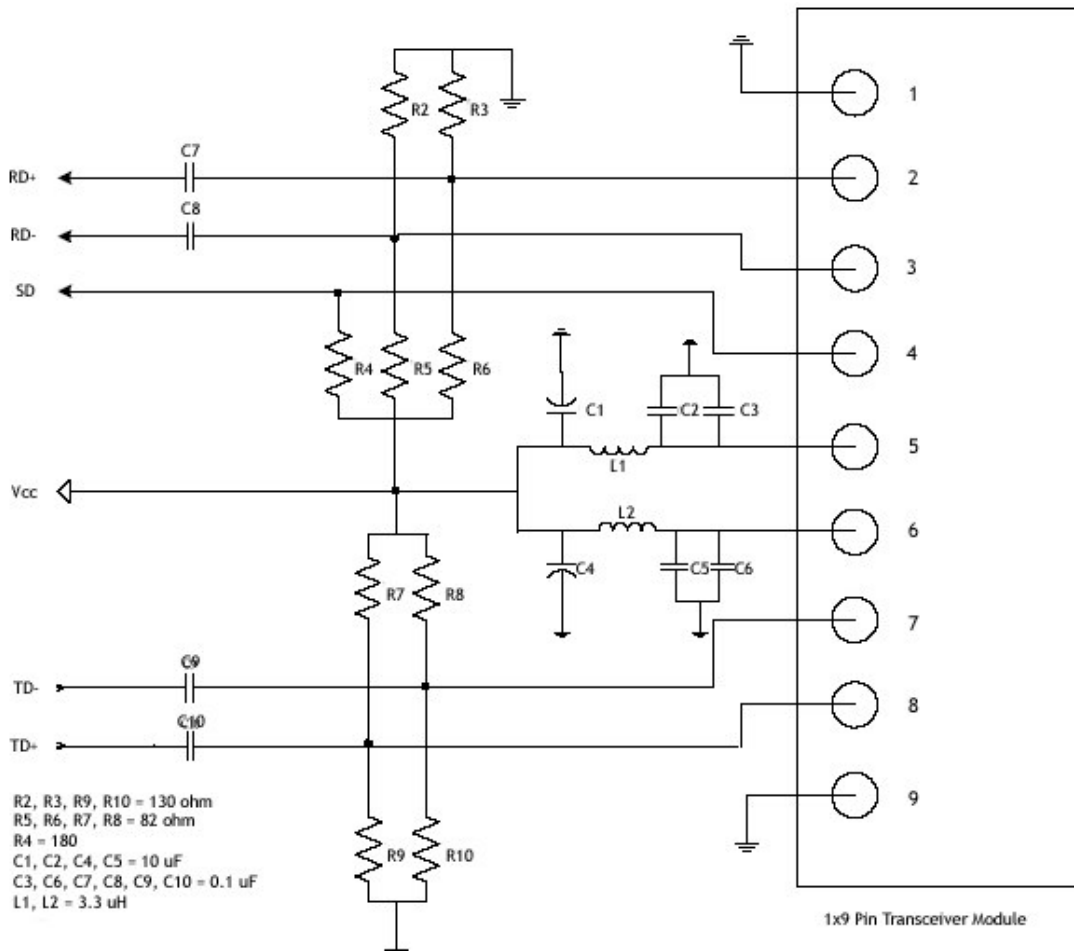 1
R2
R3
C7
RD+
2
C8
RD-
3
SD
4
R4
R5
R6
C1
C2
C3
5
L1
Vcc
L2
6
C4
C5
C6
R7
R8
7
C9
TD-
8
C10
TD+
9
R2, R3, R9, R10 = 130 ohm
R5, R6, R7, R8 = 82 ohm
R4 = 180
C1, C2, C4, C5 = 10 uF
C3, C6, C7, C8, C9, C10 = 0.1 uF
L1, L2 = 3.3 uH
R9
R10
1x9 Pin Transceiver Module